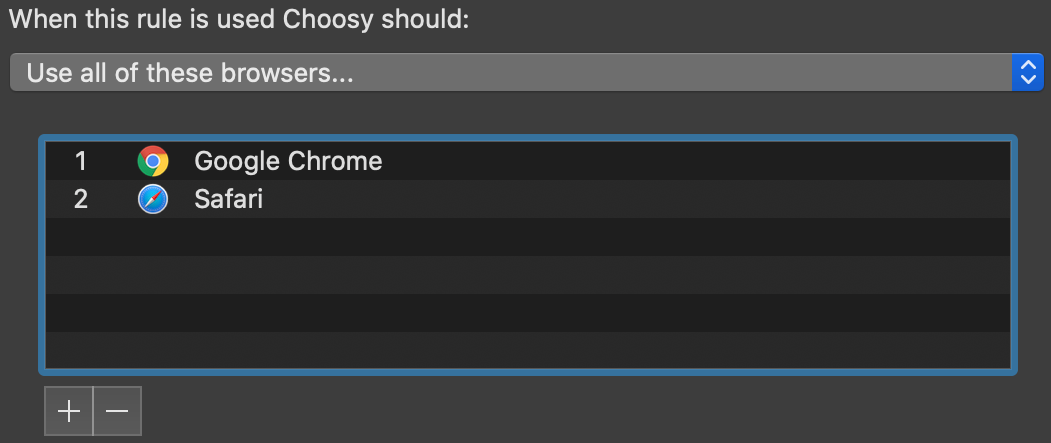 When this rule is used Choosy should:
Use all of these browsers...
1 Google Chrome
2 Safari